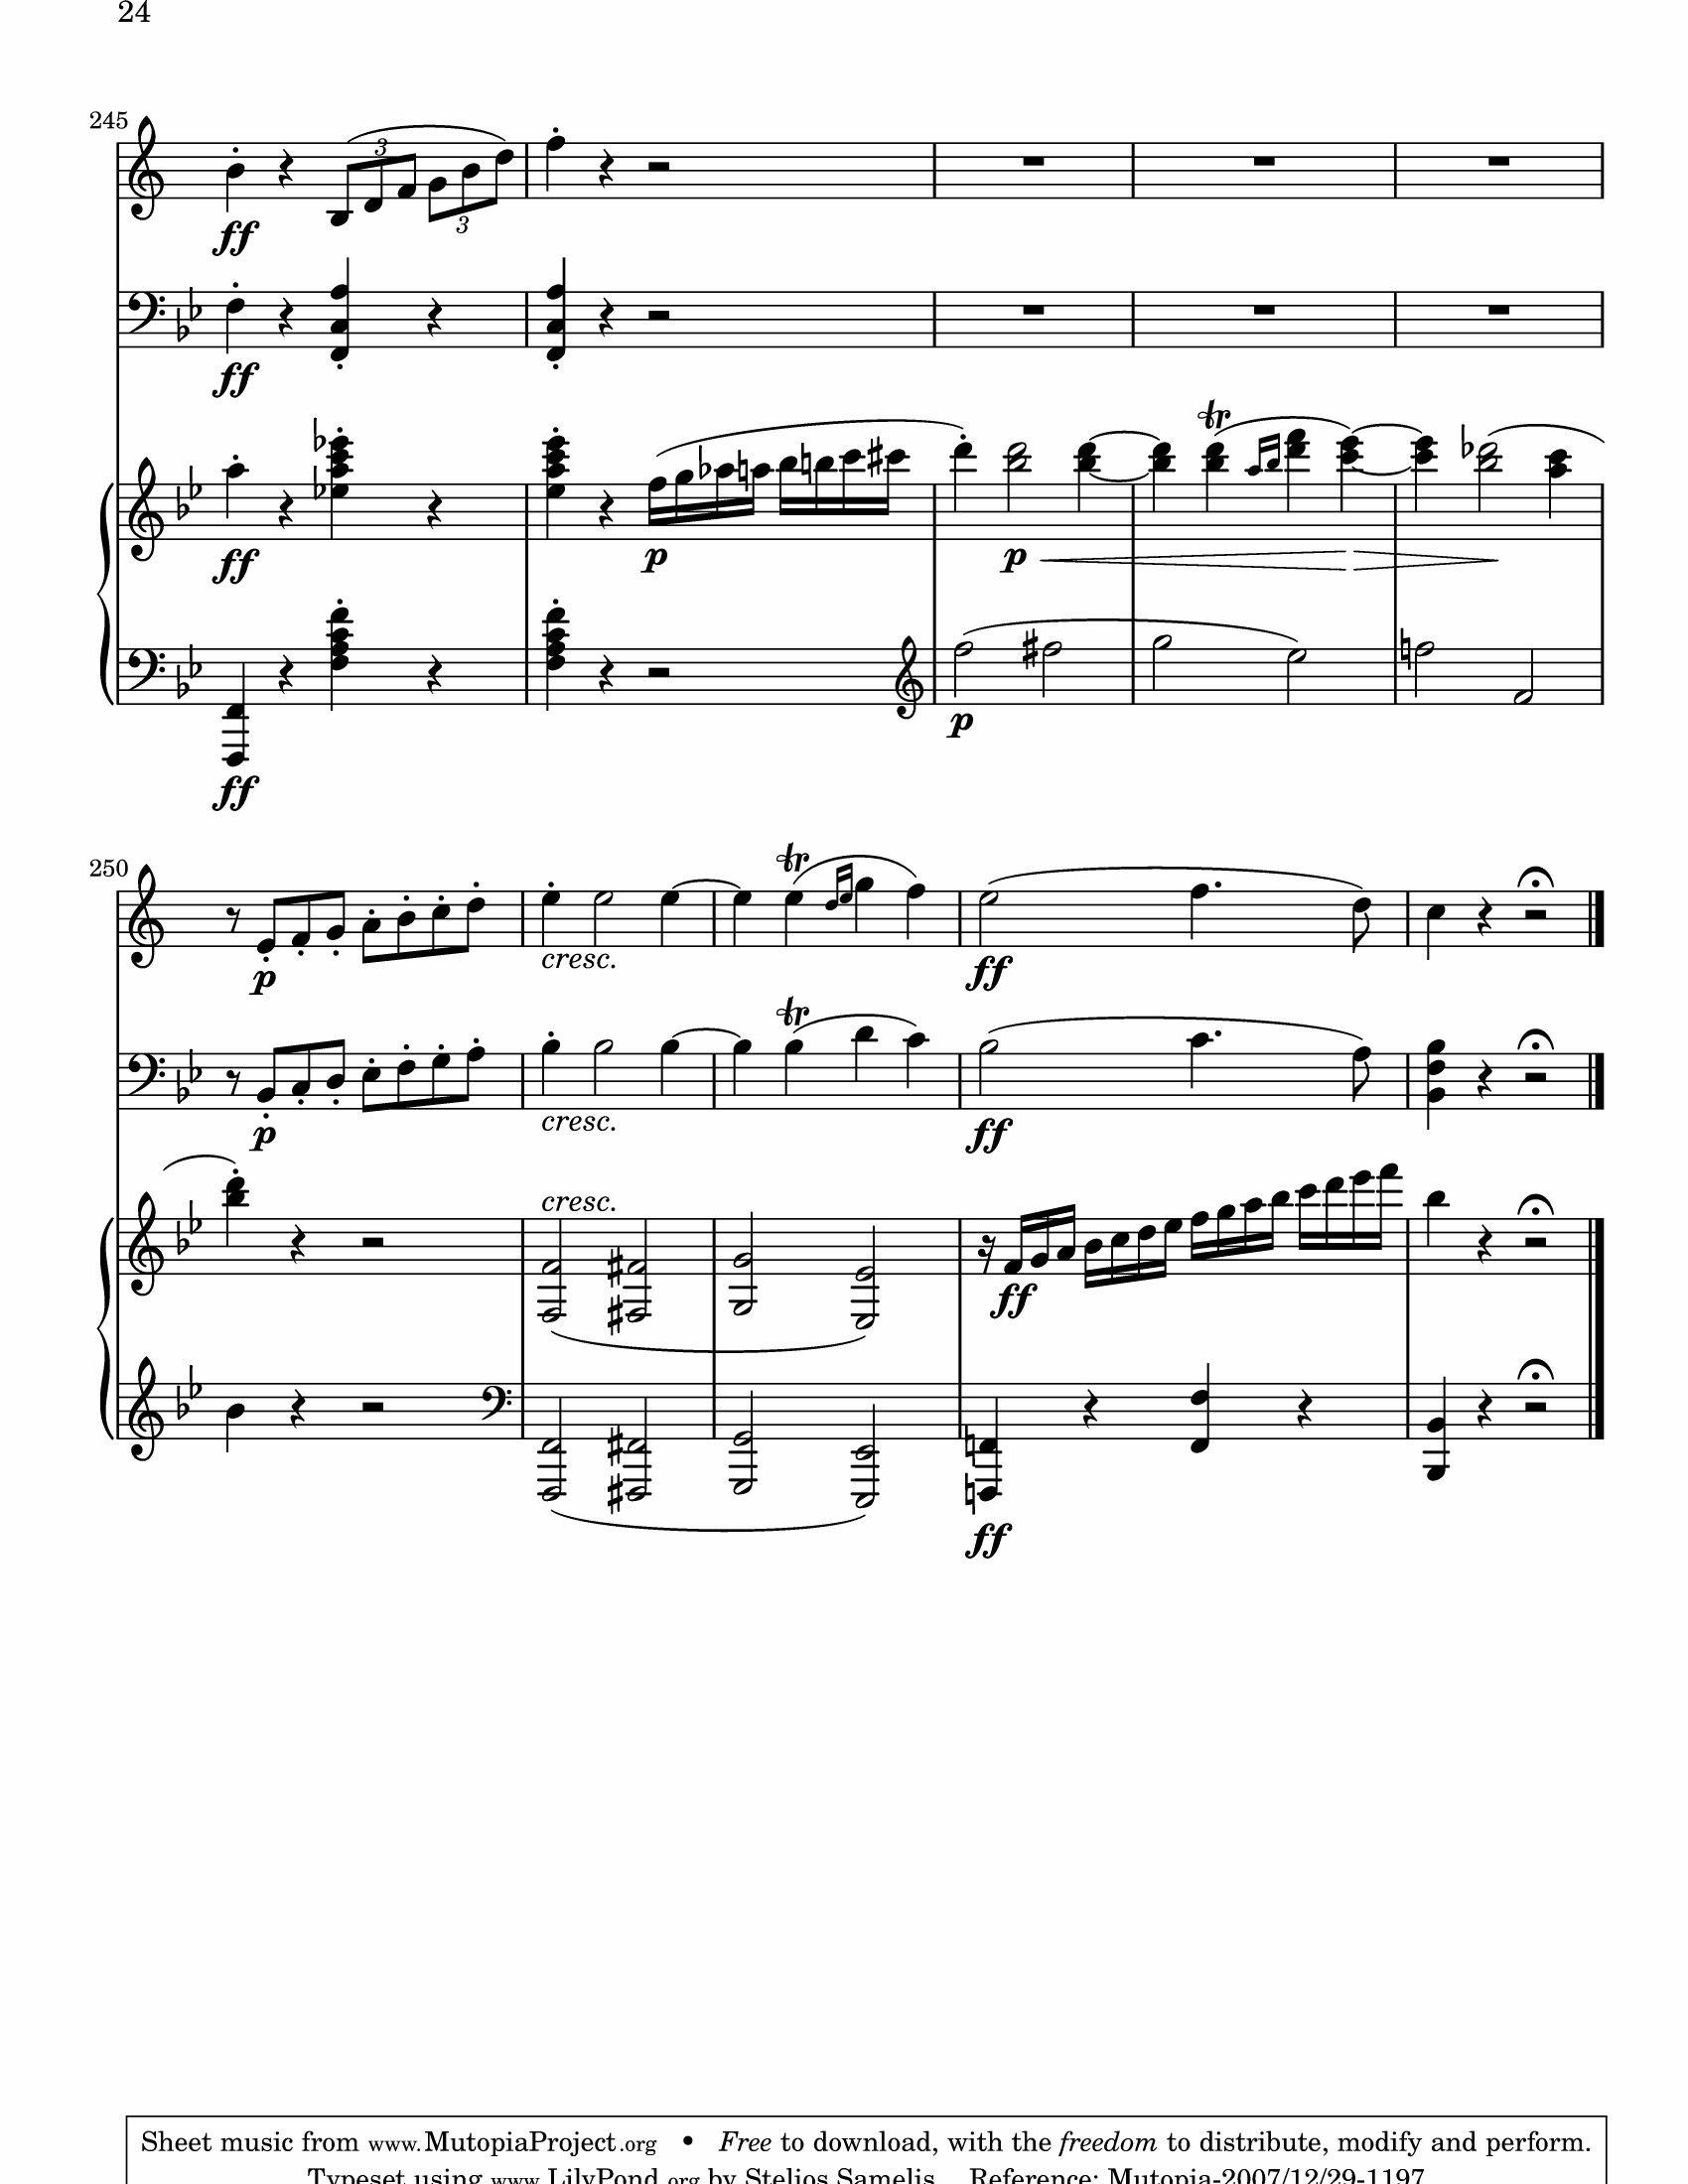 24
245
ff
3
3
ff
ff
p
p
tr
ff
p
250
p
cresc.
tr
ff
p
cresc.
tr
ff
cresc.
ff
ff
Sheet music from www.MutopiaProject.org • Free to download, with the freedom to distribute, modify and perform.
Typeset using www.LilyPond.org by Stelios Samelis. Reference: Mutopia-2007/12/29-1197